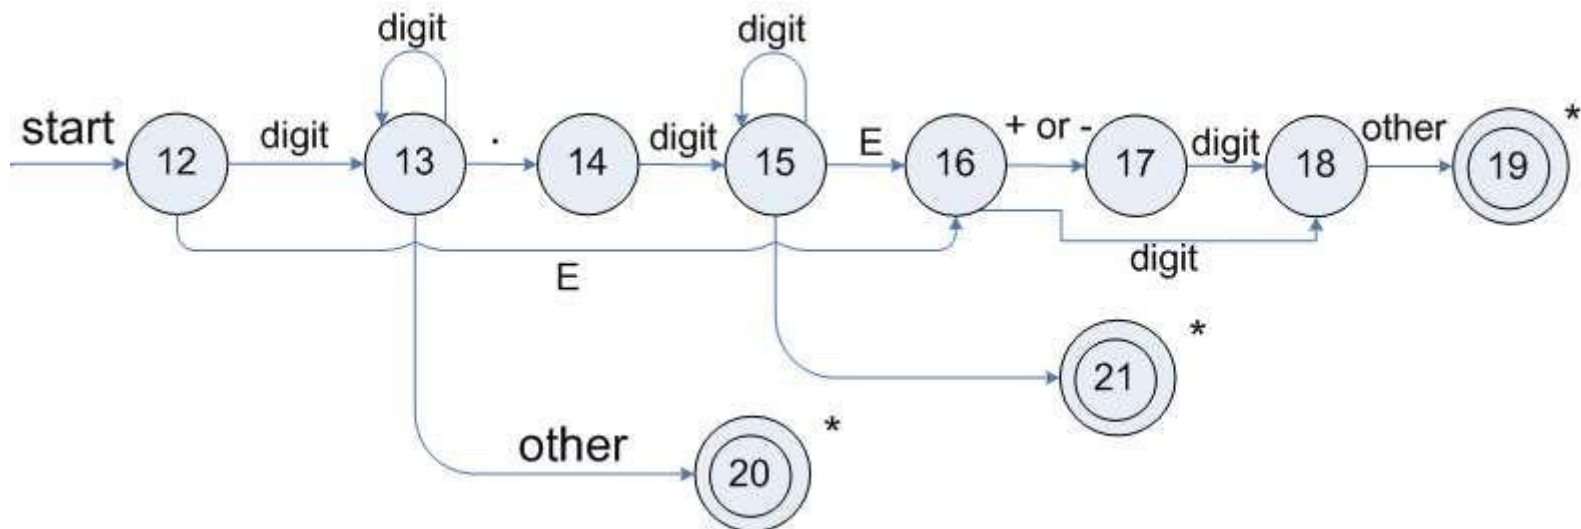 digit digit
start 12 digit 13 . 14 digit 15 E 16 + or - 17 digit 18 other 19 *
E digit
21 *
other 20 *